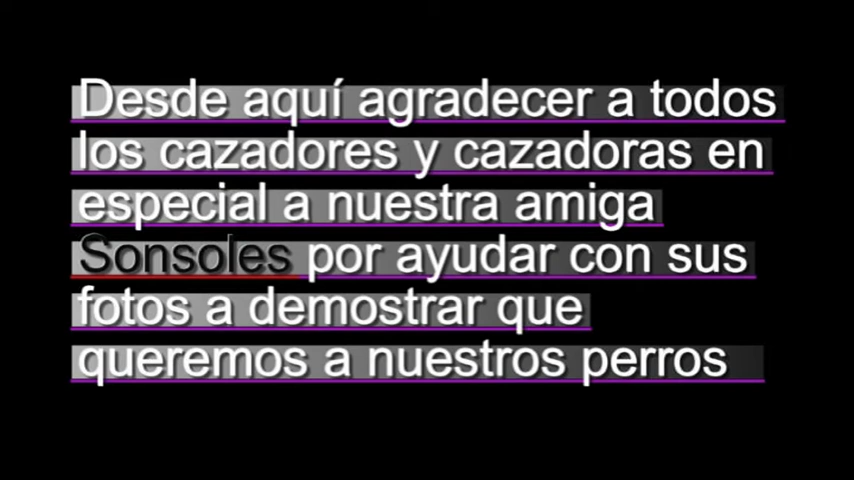 Desde aquí agradecer a todos
los cazadores y cazadoras en
especial a nuestra amiga
Sonsoles por ayudar con sus
fotos a demostrar que
queremos a nuestros perros